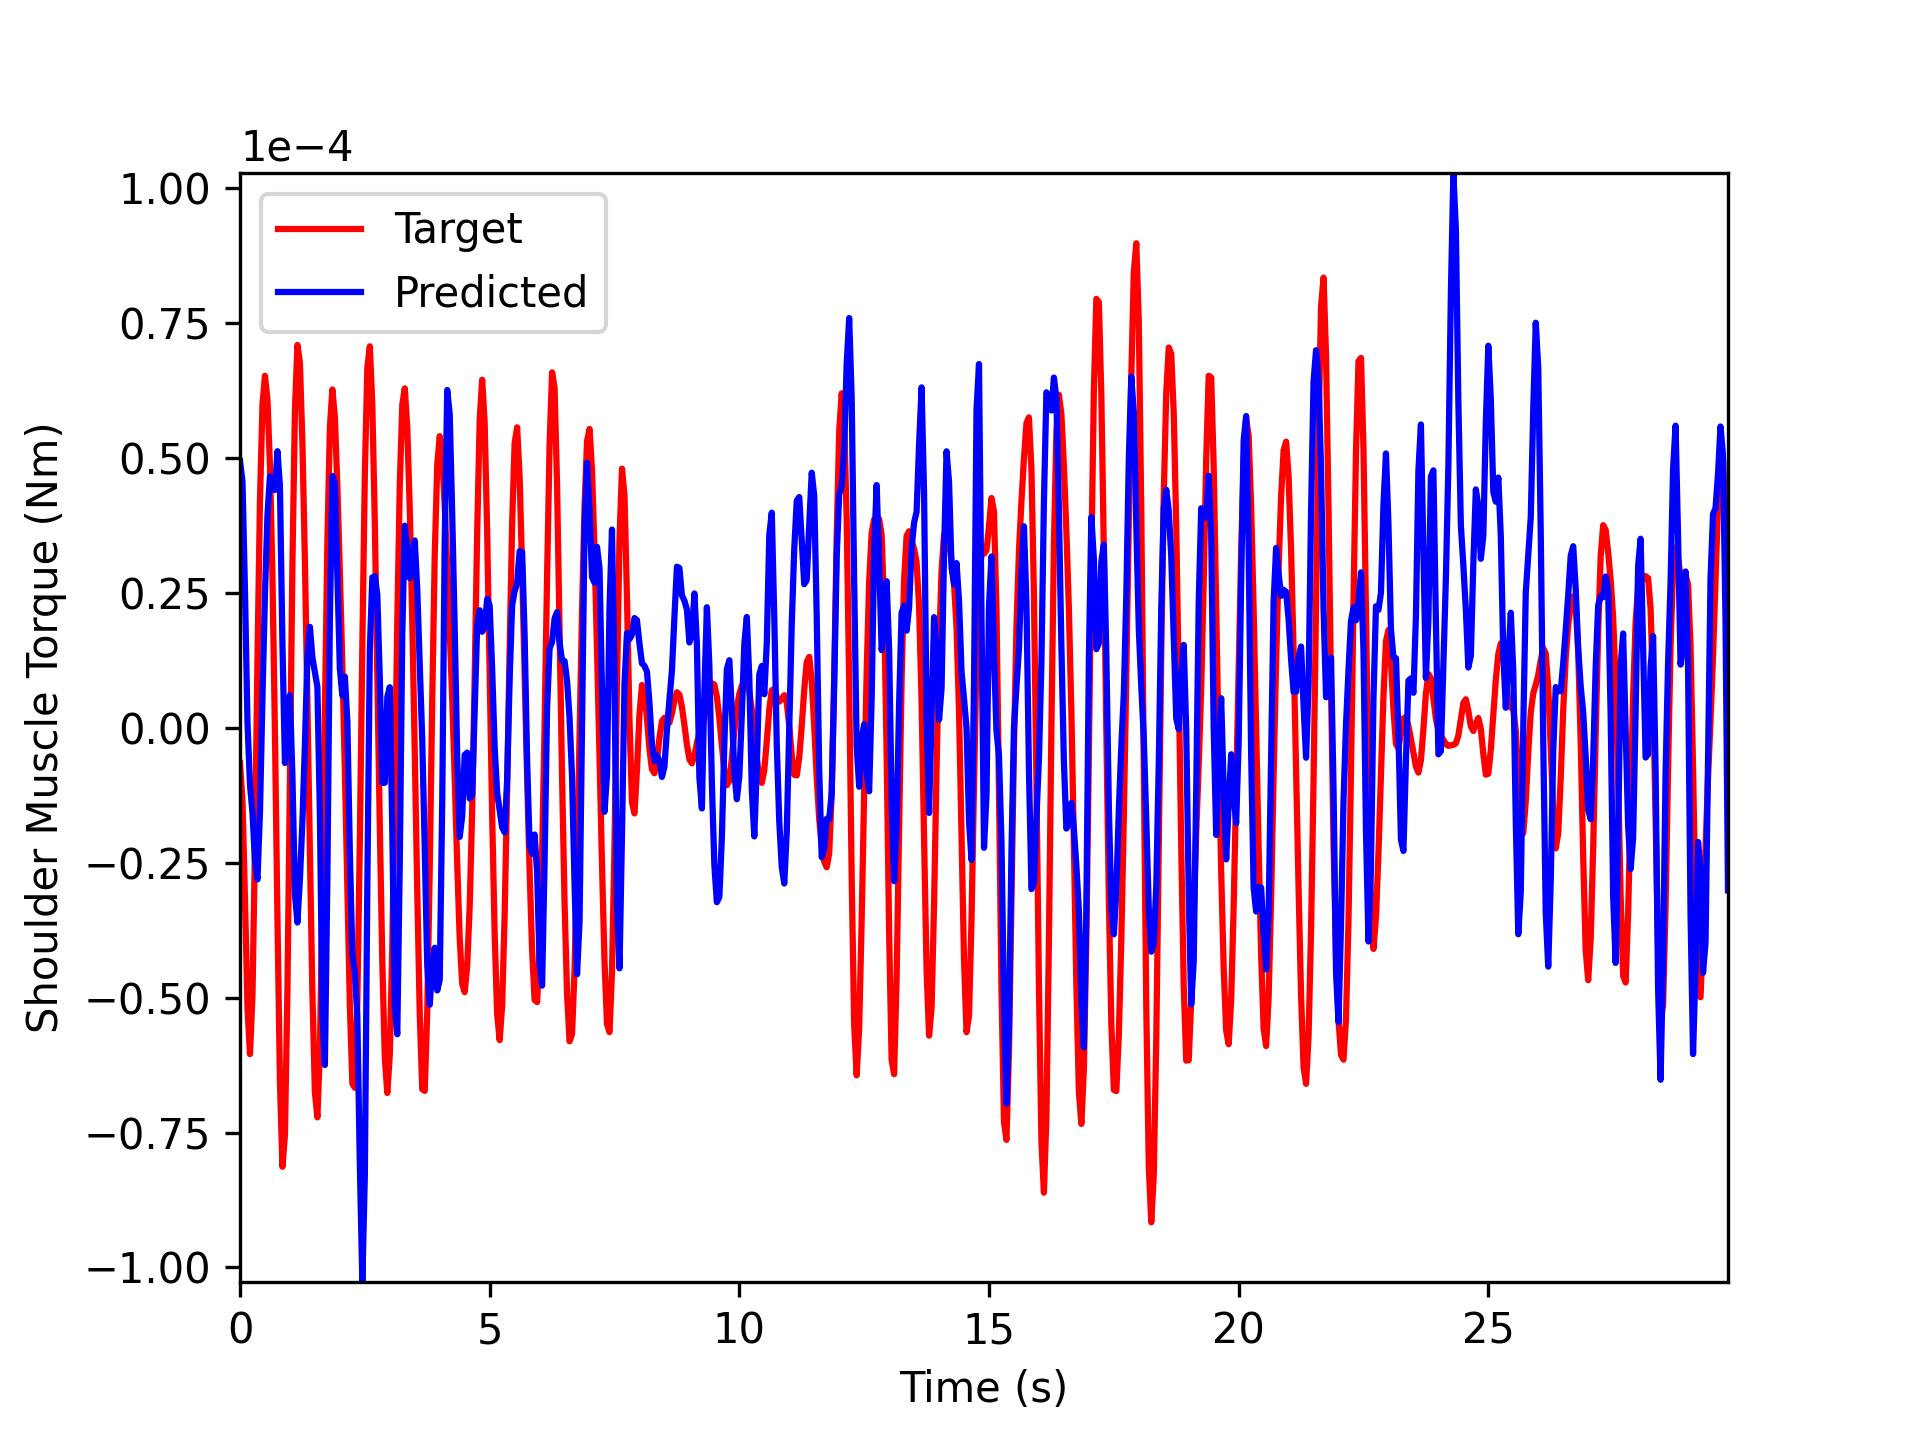 1e−4
1.00
0.75
0.50
0.25
0.00
−0.25
−0.50
−0.75
−1.00
Shoulder Muscle Torque (Nm)
Target
Predicted
0 5 10 15 20 25
Time (s)